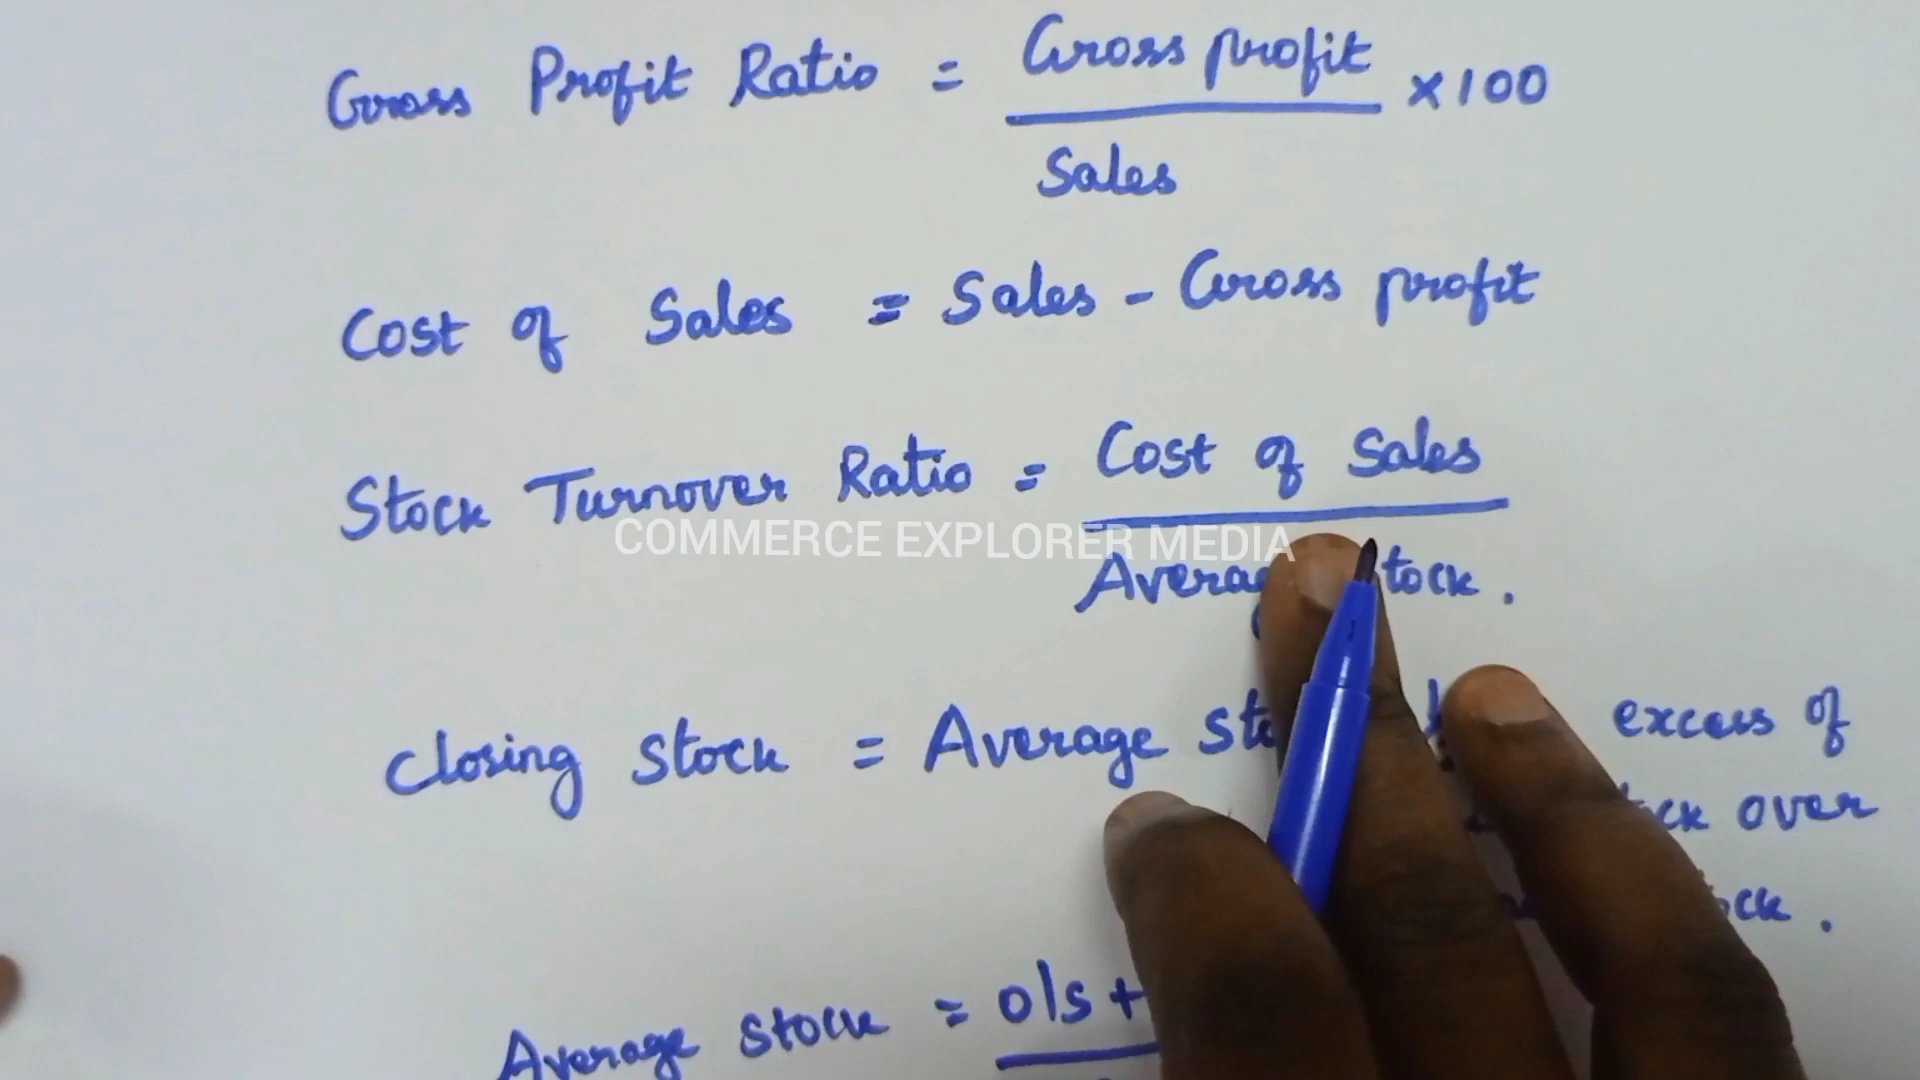 Gross Profit Ratio = Gross profit × 100
Sales
Cost of Sales = Sales - Gross profit
Stock Turnover Ratio = Cost of Sales
COMMERCE EXPLORER MEDIA
Average Stock.
Closing Stock = Average excess of
over
Average stock = o/s +